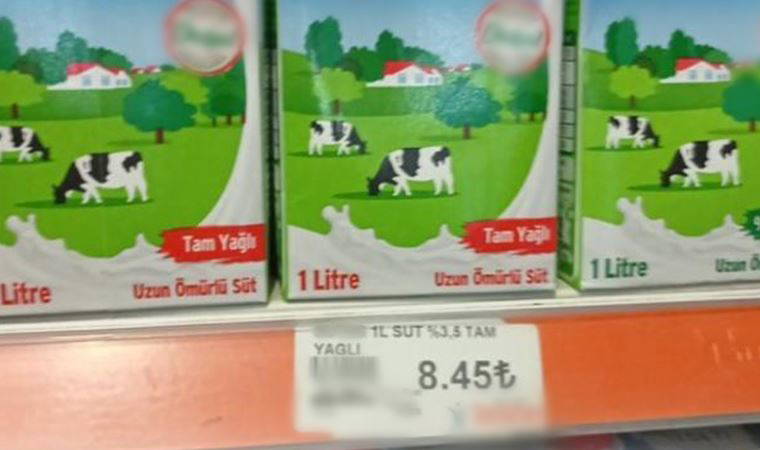 Tam Yağlı
Litre
Uzun Ömürlü Süt
Tam Yağlı
1 Litre
Uzun Ömürlü Süt
1 Litre
Uzun
1L SUT %3,5 TAM
YAGLI
8.45₺